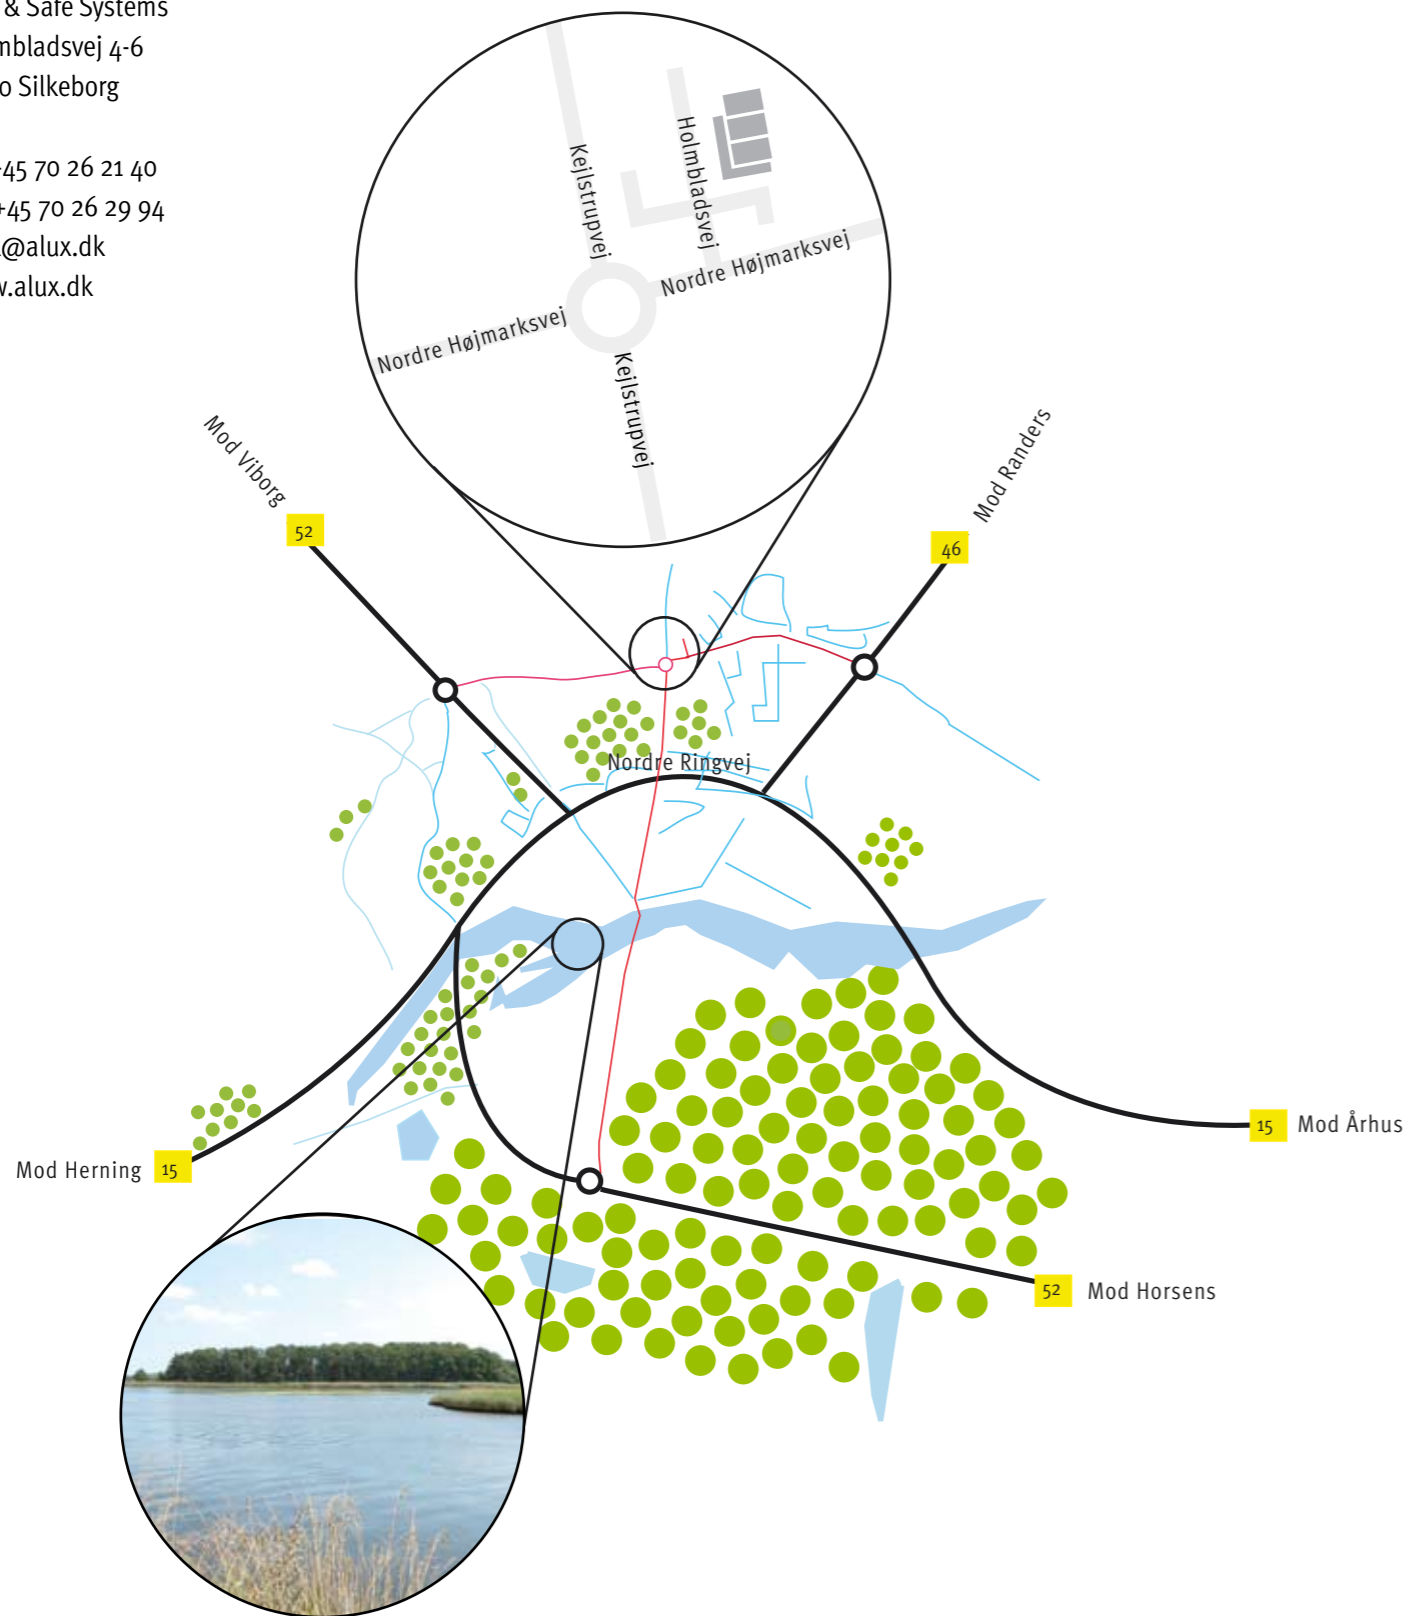 & Safe Systems
4-6
Silkeborg
+45 70 26 21 40
+45 70 26 29 94
@alux.dk
.alux.dk
Kejlstrupvej
Holmbladsvej
Nordre Højmarksvej
Nordre Højmarksvej
Kejlstrupvej
Mod Viborg
52
Mod Randers
46
Nordre Ringvej
Mod Herning 15
15 Mod Århus
52 Mod Horsens